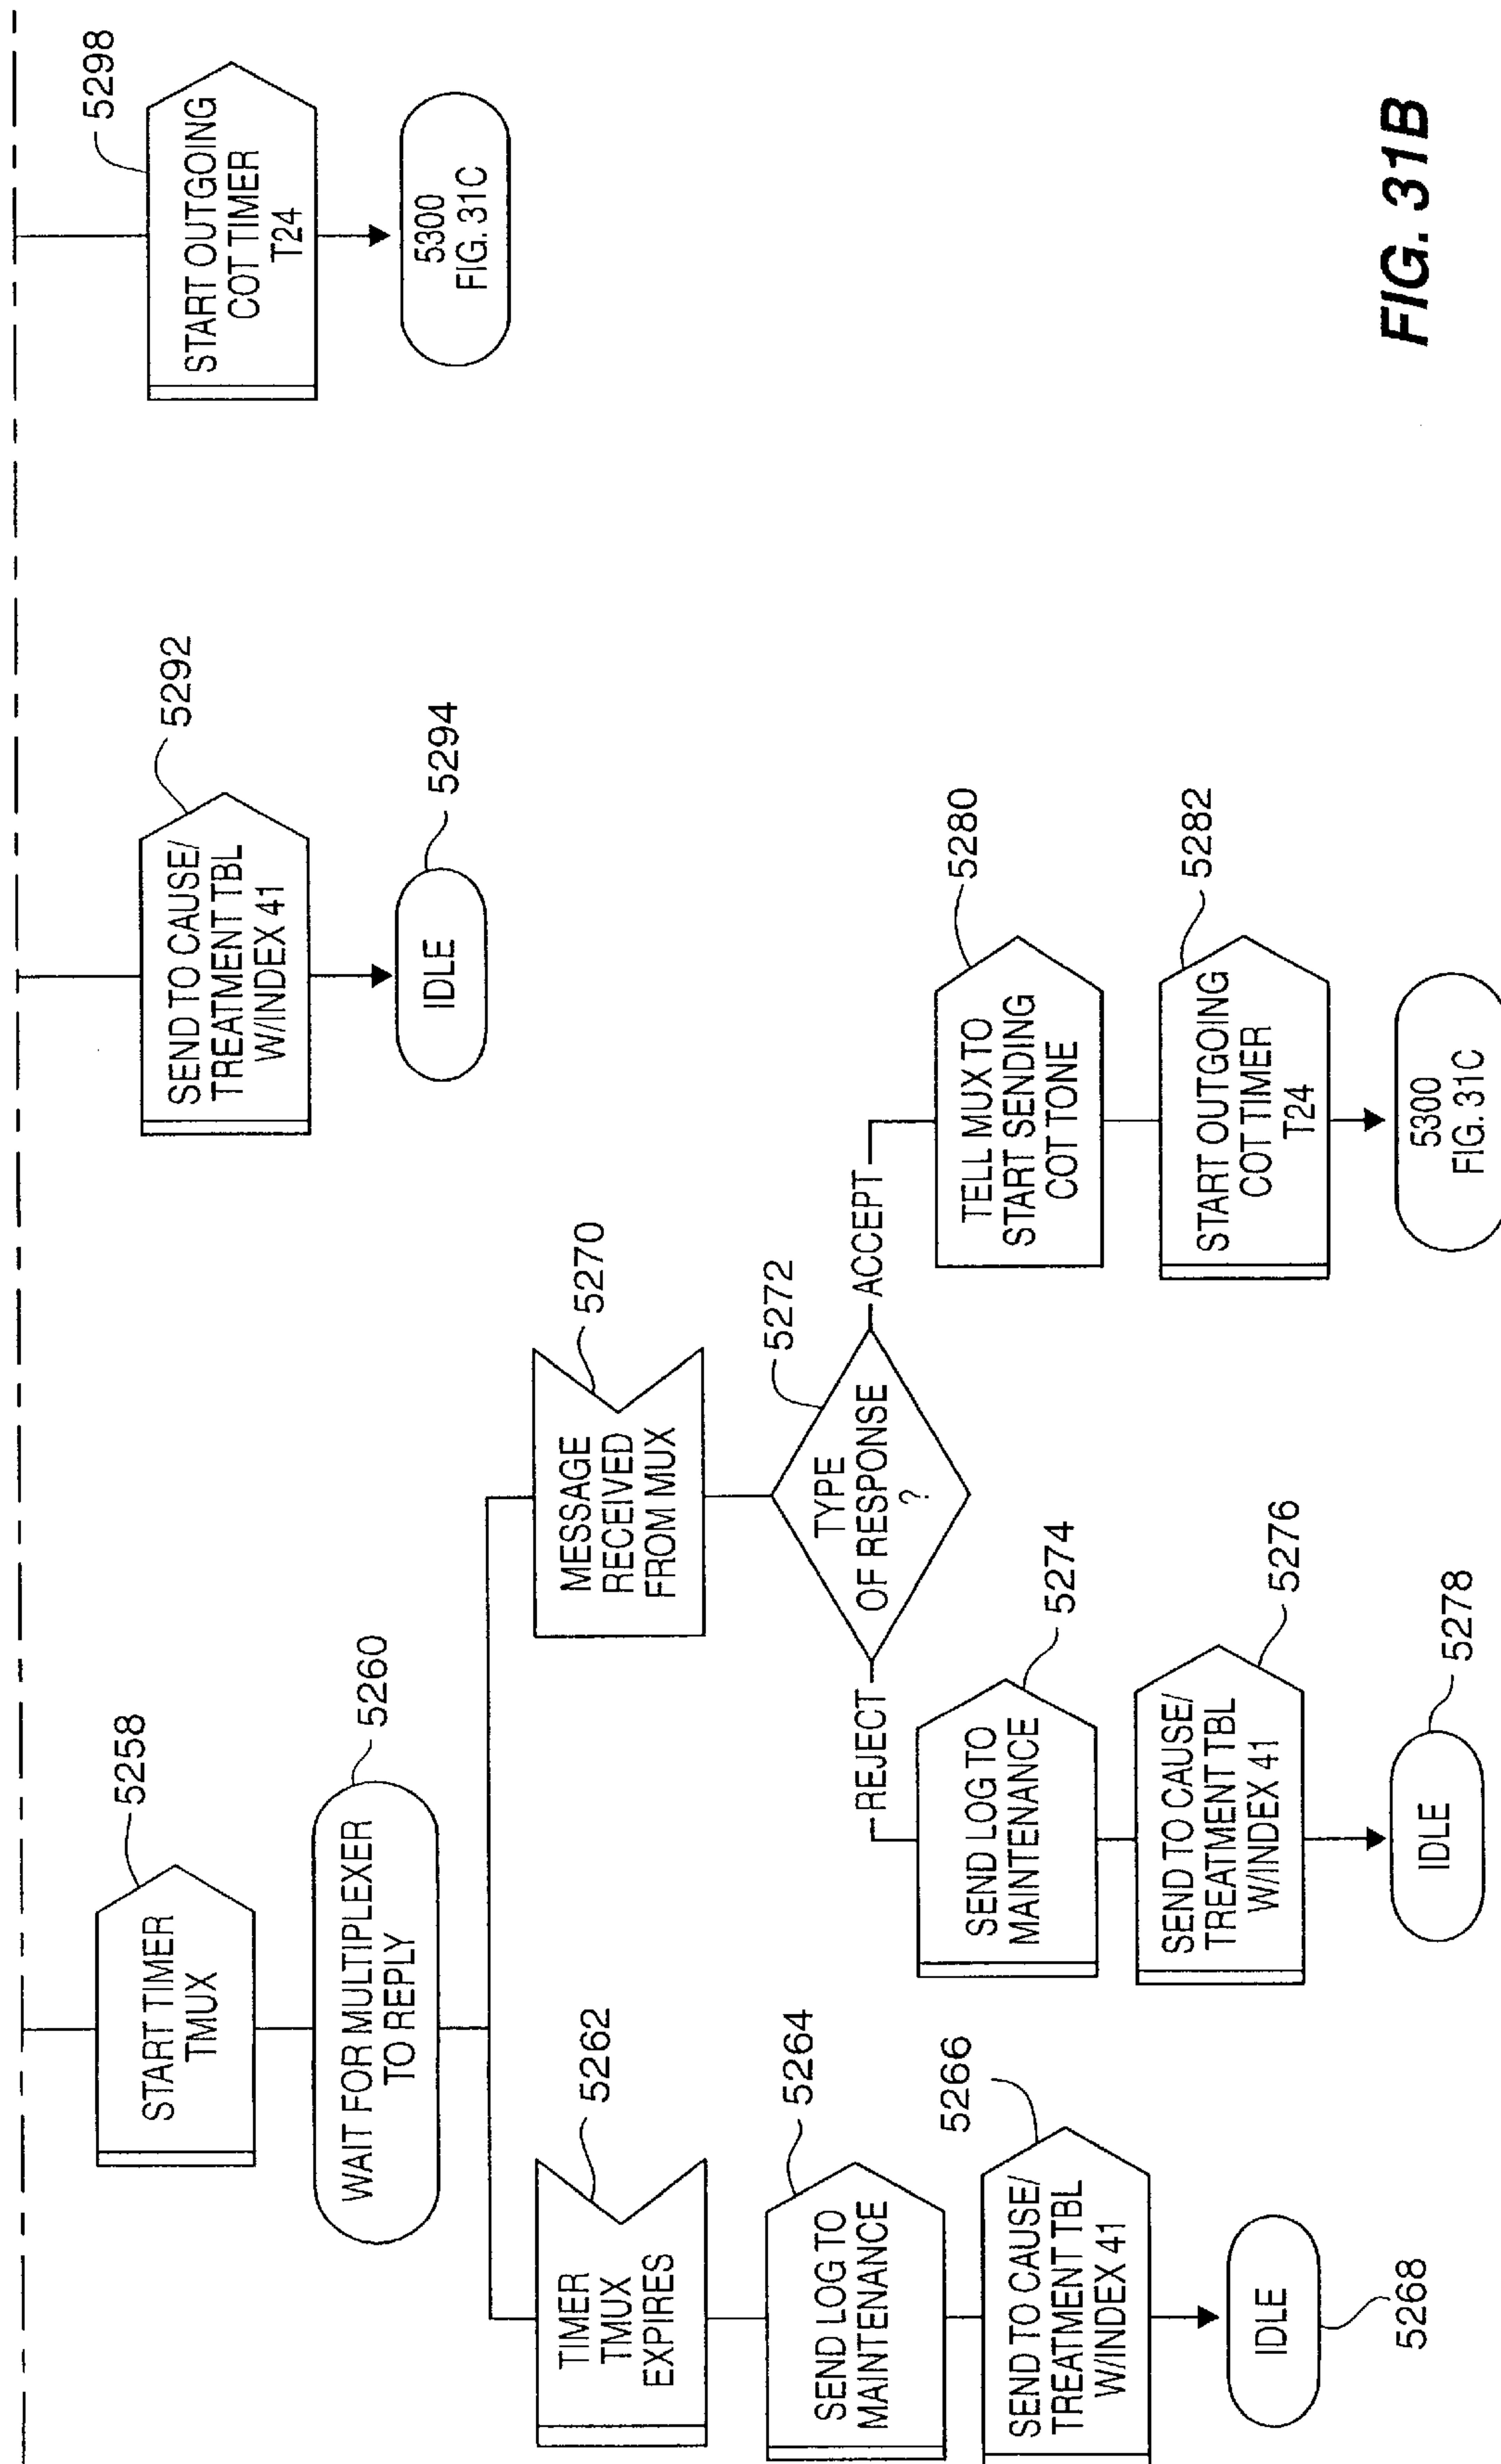 START TIMER
TMUX
5258
WAIT FOR MULTIPLEXER
TO REPLY
5260
TIMER
TMUX
EXPIRES
5262
SEND LOG TO
MAINTENANCE
5264
SEND TO CAUSE/
TREATMENT TBL
W/INDEX 41
5266
IDLE
5268
MESSAGE
RECEIVED
FROM MUX
5270
TYPE
OF RESPONSE
?
5272
REJECT
ACCEPT
SEND LOG TO
MAINTENANCE
5274
SEND TO CAUSE/
TREATMENT TBL
W/INDEX 41
5276
IDLE
5278
TELL MUX TO
START SENDING
COT TONE
5280
START OUTGOING
COT TIMER
T24
5282
5300
FIG. 31C
SEND TO CAUSE/
TREATMENT TBL
W/INDEX 41
5292
IDLE
5294
START OUTGOING
COT TIMER
T24
5298
5300
FIG. 31C
FIG. 31B